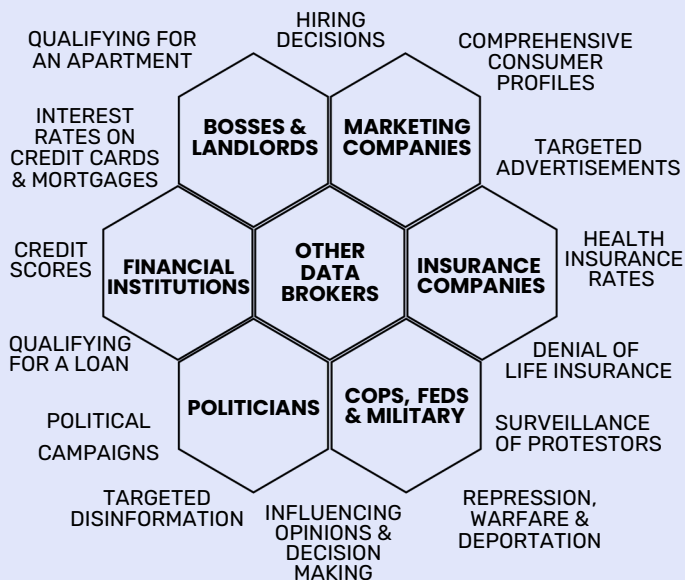 HIRING
DECISIONS
QUALIFYING FOR
AN APARTMENT
COMPREHENSIVE
CONSUMER
PROFILES
INTEREST
RATES ON
CREDIT CARDS
& MORTGAGES
BOSSES &
LANDLORDS
MARKETING
COMPANIES
TARGETED
ADVERTISEMENTS
CREDIT
SCORES
FINANCIAL
INSTITUTIONS
OTHER
DATA
BROKERS
INSURANCE
COMPANIES
HEALTH
INSURANCE
RATES
QUALIFYING
FOR A LOAN
DENIAL OF
LIFE INSURANCE
POLITICIANS
COPS, FEDS
& MILITARY
POLITICAL
CAMPAIGNS
SURVEILLANCE
OF PROTESTORS
TARGETED
DISINFORMATION
INFLUENCING
OPINIONS &
DECISION
MAKING
REPRESSION,
WARFARE &
DEPORTATION